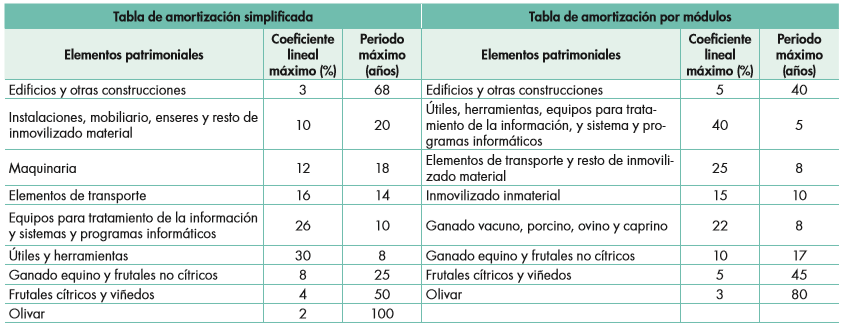 Tabla de amortización simplificada
Tabla de amortización por módulos
Elementos patrimoniales
Coeficiente
lineal
máximo (%)
Periodo
máximo
(años)
Elementos patrimoniales
Coeficiente
lineal
máximo (%)
Periodo
máximo
(años)
Edificios y otras construcciones
3
68
Edificios y otras construcciones
5
40
Instalaciones, mobiliario, enseres y resto de
inmovilizado material
10
20
Útiles, herramientas, equipos para trata-
miento de la información, y sistema y pro-
gramas informáticos
40
5
Maquinaria
12
18
Elementos de transporte y resto de inmovili-
zado material
25
8
Elementos de transporte
16
14
Inmovilizado inmaterial
15
10
Equipos para tratamiento de la información
y sistemas y programas informáticos
26
10
Ganado vacuno, porcino, ovino y caprino
22
8
Útiles y herramientas
30
8
Ganado equino y frutales no cítricos
10
17
Ganado equino y frutales no cítricos
8
25
Frutales cítricos y viñedos
5
45
Frutales cítricos y viñedos
4
50
Olivar
3
80
Olivar
2
100